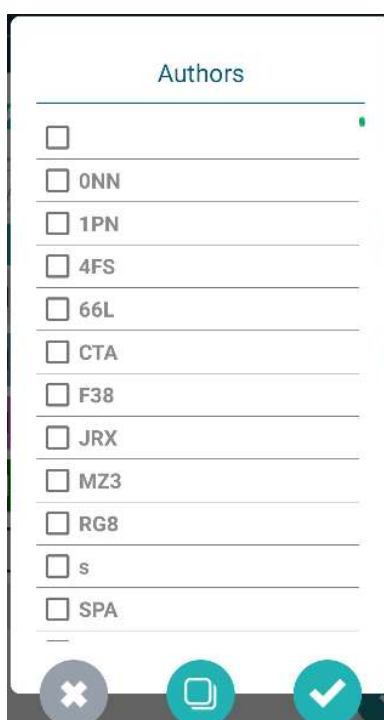 Authors
0NN
1PN
4FS
66L
CTA
F38
JRX
MZ3
RG8
s
SPA